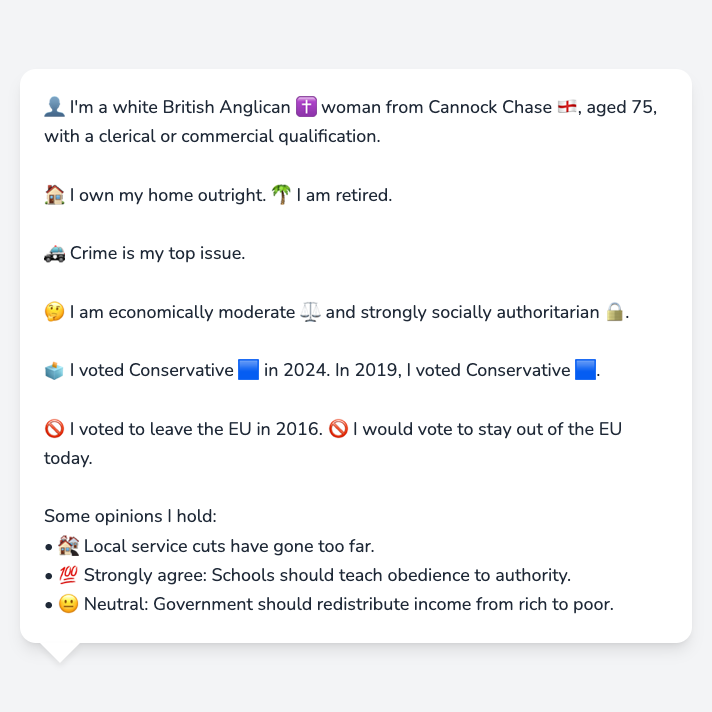 👤 I'm a white British Anglican ✝️ woman from Cannock Chase 🏴󠁧󠁢󠁥󠁮󠁧󠁿, aged 75,
with a clerical or commercial qualification.
🏠 I own my home outright. 🌴 I am retired.
🚓 Crime is my top issue.
🤔 I am economically moderate ⚖️ and strongly socially authoritarian 🔒.
🗳️ I voted Conservative 🟦 in 2024. In 2019, I voted Conservative 🟦.
🚫 I voted to leave the EU in 2016. 🚫 I would vote to stay out of the EU
today.
Some opinions I hold:
• 🏚️ Local service cuts have gone too far.
• 💯 Strongly agree: Schools should teach obedience to authority.
• 😐 Neutral: Government should redistribute income from rich to poor.